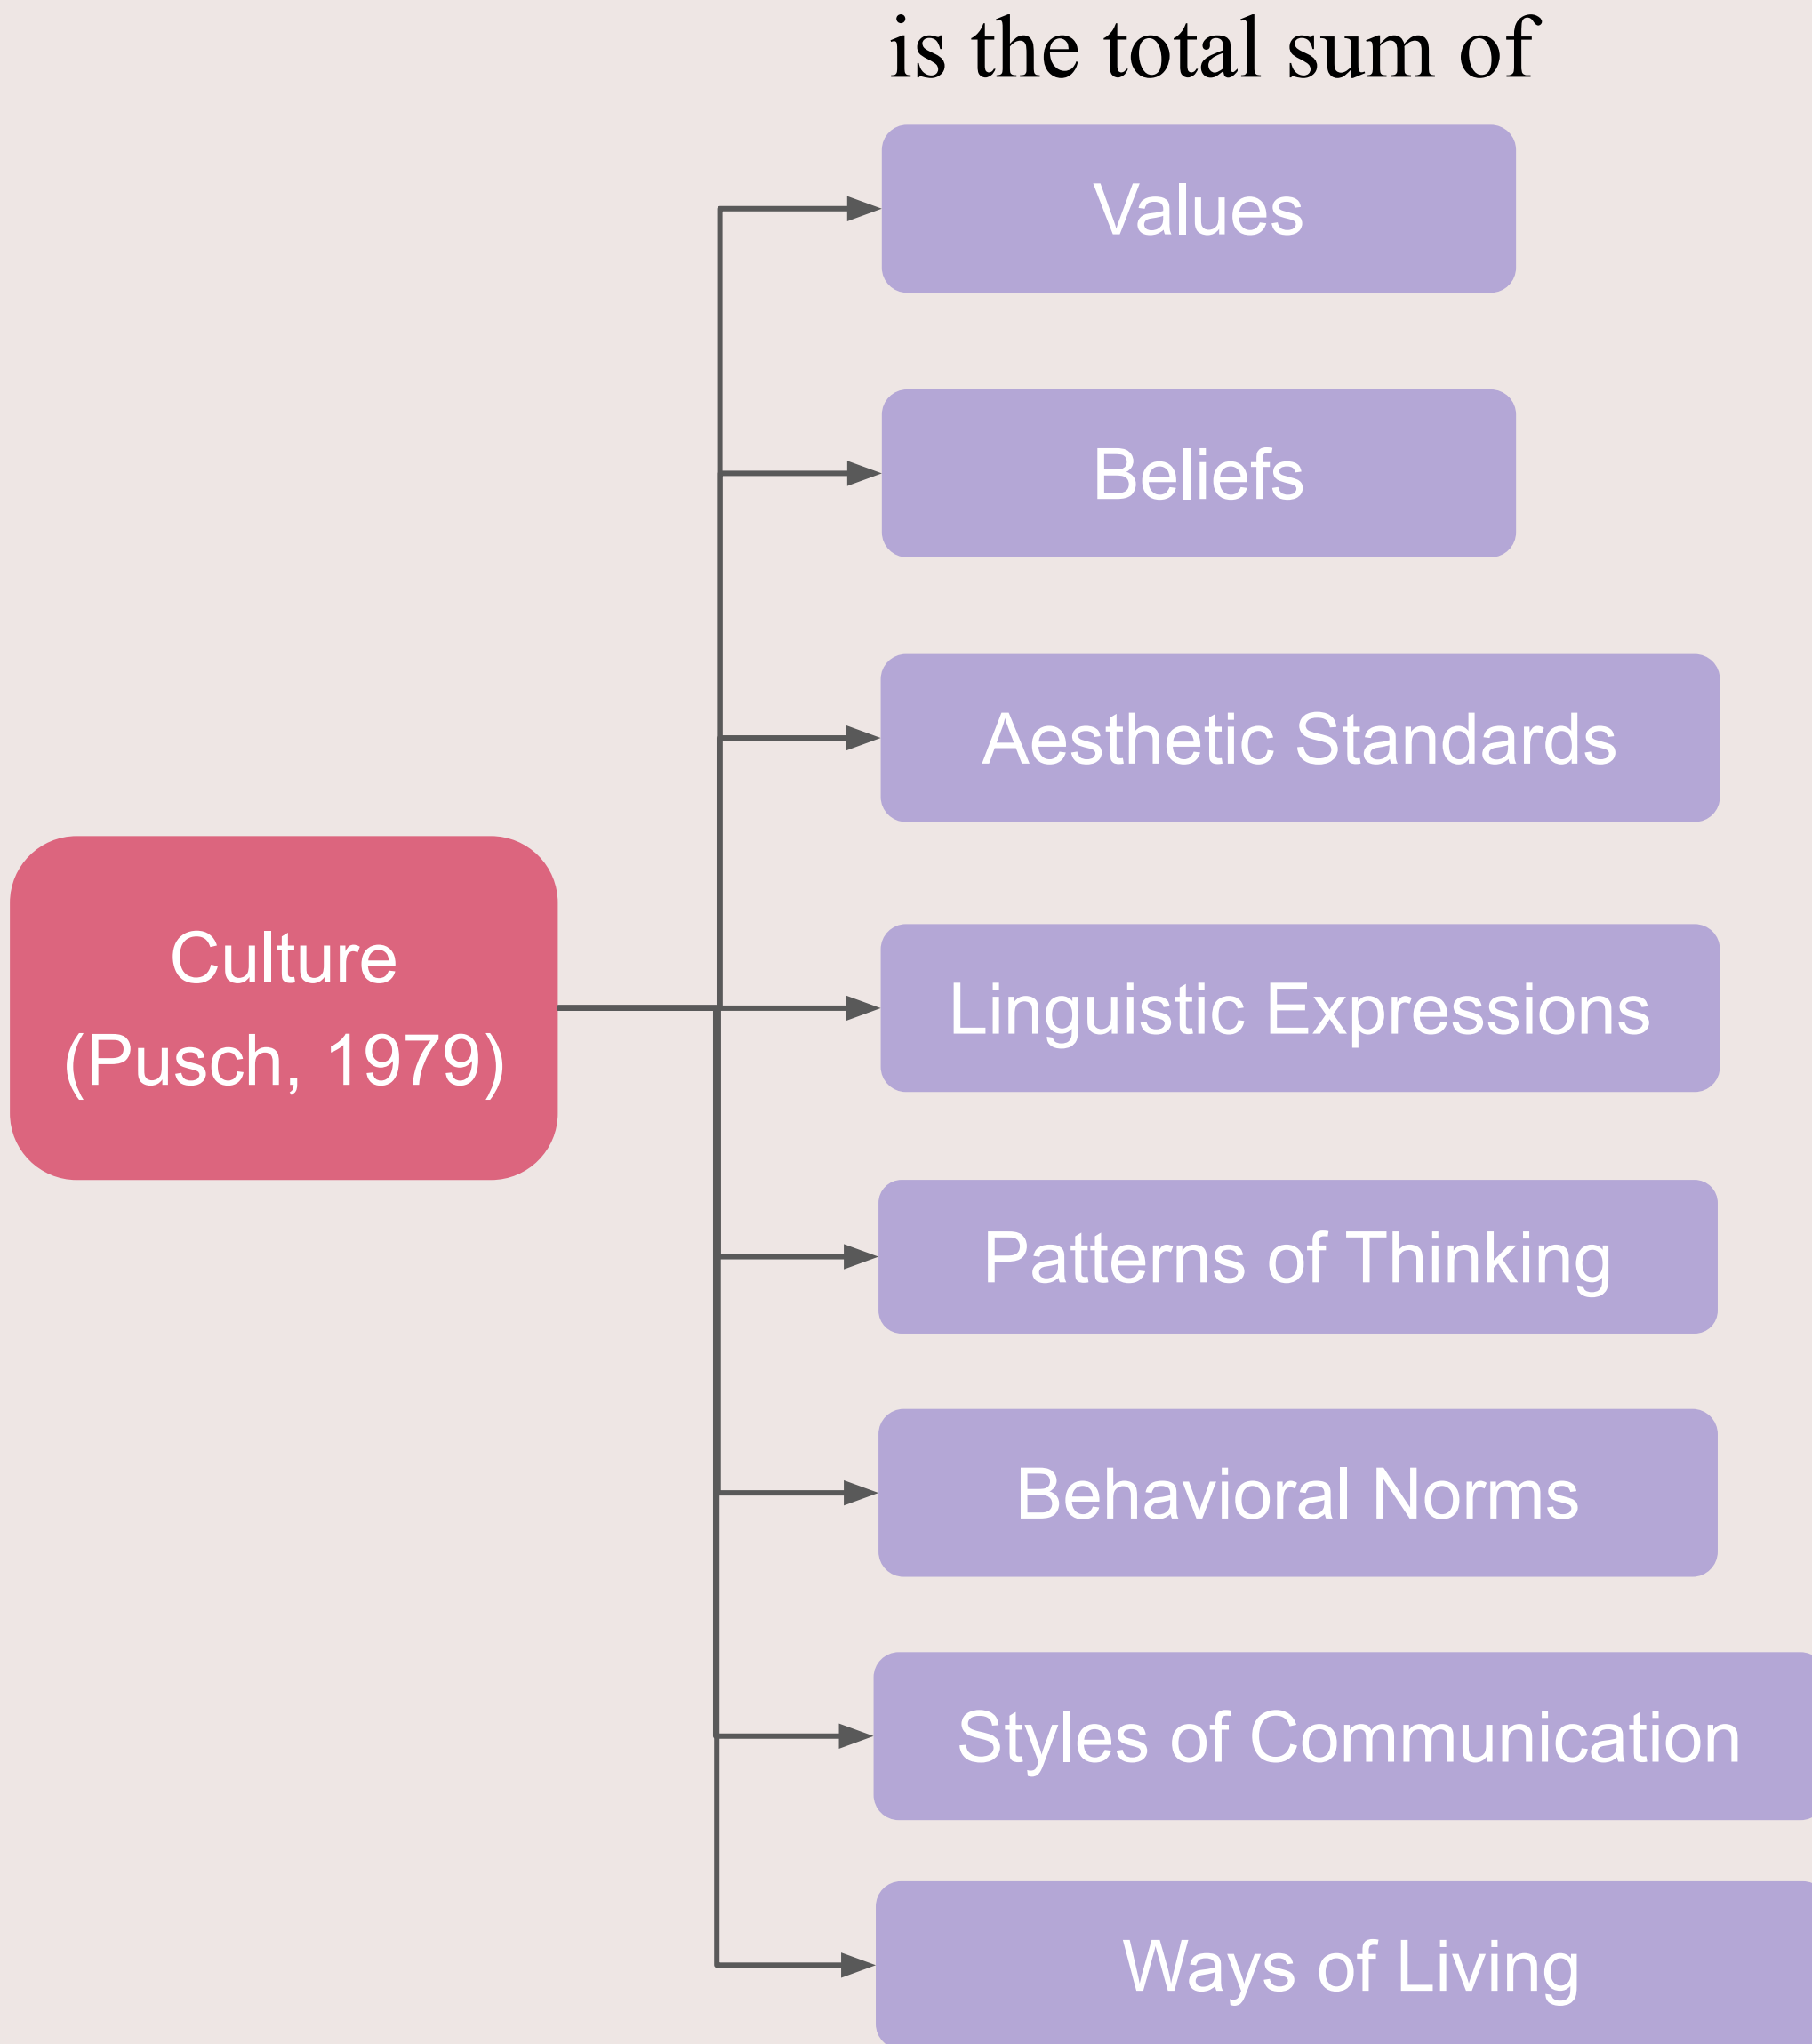 is the total sum of
Values
Beliefs
Aesthetic Standards
Culture
(Pusch, 1979)
Linguistic Expressions
Patterns of Thinking
Behavioral Norms
Styles of Communication
Ways of Living